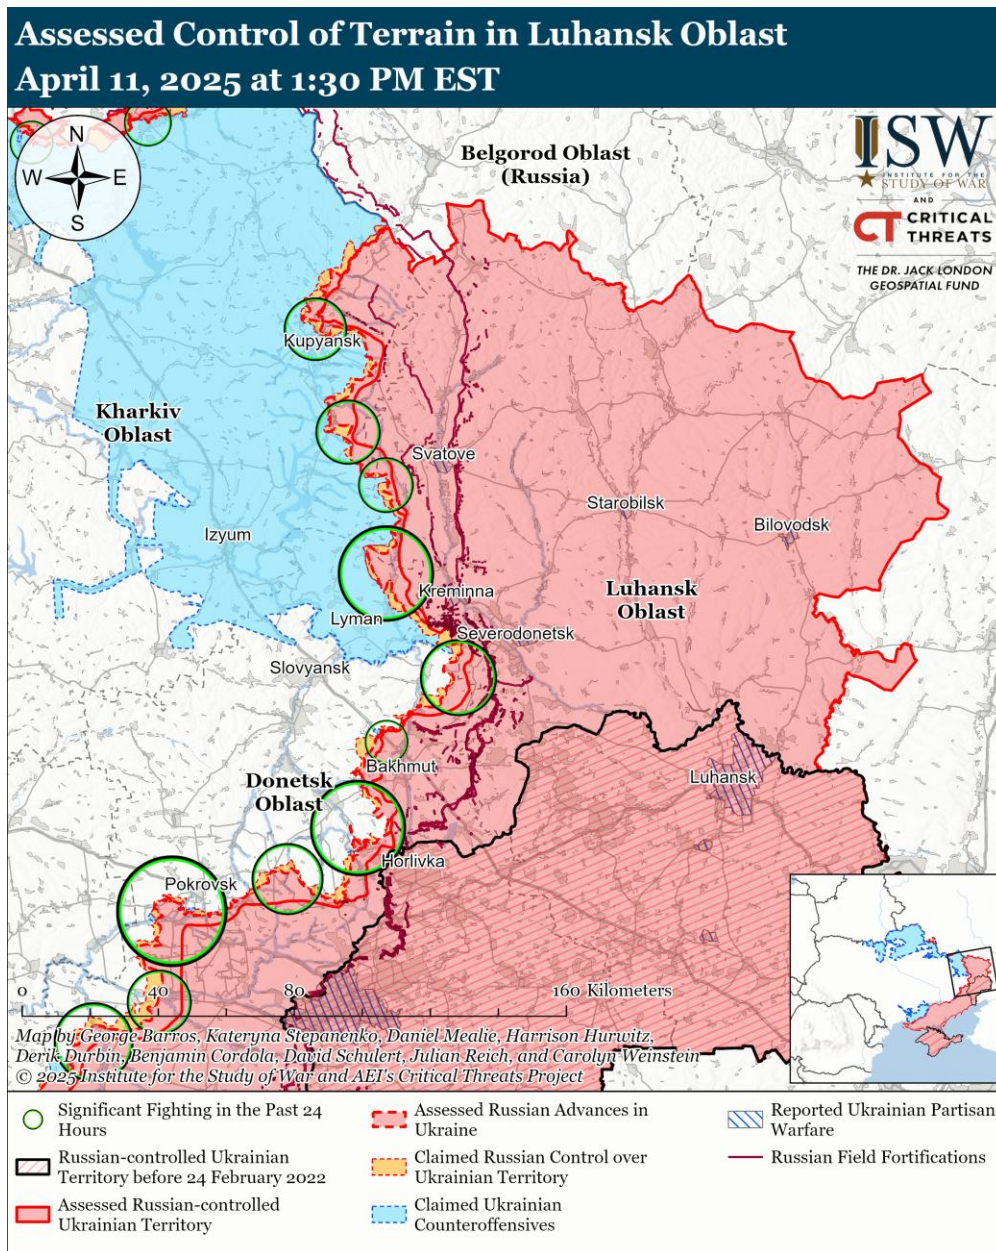 Assessed Control of Terrain in Luhansk Oblast
April 11, 2025 at 1:30 PM EST
N
W
E
S
Belgorod Oblast
(Russia)
ISW
INSTITUTE FOR THE
STUDY OF WAR
AND
CT CRITICAL
THREATS
THE DR. JACK LONDON
GEOSPATIAL FUND
Kupyansk
Kharkiv
Oblast
Svatove
Starobilsk
Bilovodsk
Izyum
Luhansk
Oblast
Kreminna
Lyman
Severodonetsk
Slovyansk
Bakhmut
Luhansk
Donetsk
Oblast
Horlivka
Pokrovsk
0
40
80
160 Kilometers
Map by George Barros, Kateryna Stepanenko, Daniel Mealie, Harrison Hurwitz,
Derik Durbin, Benjamin Cordola, David Schulert, Julian Reich, and Carolyn Weinstein
© 2025 Institute for the Study of War and AEI's Critical Threats Project
Significant Fighting in the Past 24
Hours
Russian-controlled Ukrainian
Territory before 24 February 2022
Assessed Russian-controlled
Ukrainian Territory
Assessed Russian Advances in
Ukraine
Claimed Russian Control over
Ukrainian Territory
Claimed Ukrainian
Counteroffensives
Reported Ukrainian Partisan
Warfare
Russian Field Fortifications